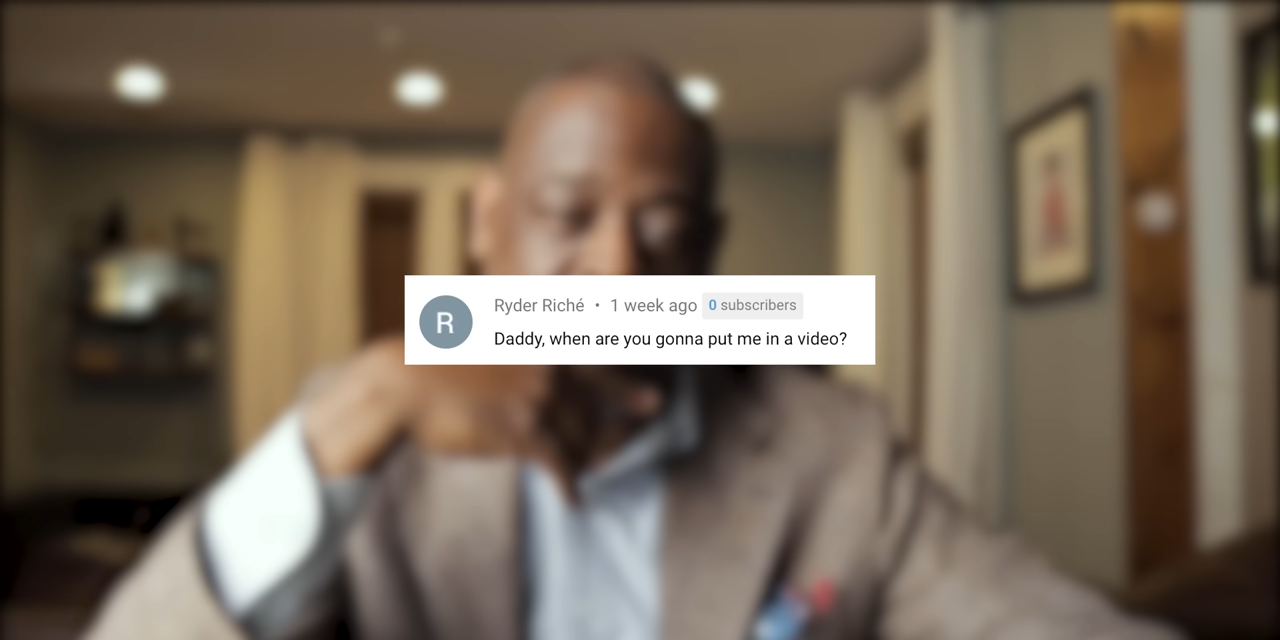 R
Ryder Riché • 1 week ago 0 subscribers
Daddy, when are you gonna put me in a video?